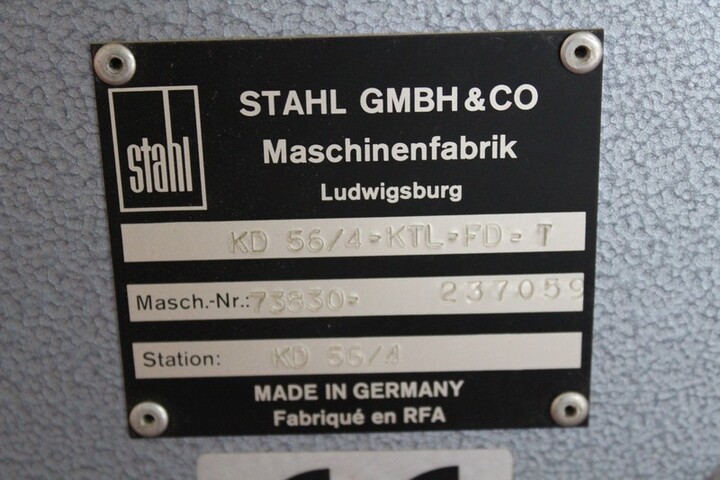 stahl
STAHL GMBH & CO
Maschinenfabrik
Ludwigsburg
KD 56/4-KTL-FD-T
Masch.-Nr.: 73630- 237059
Station: KD 56/4
MADE IN GERMANY
Fabriqué en RFA